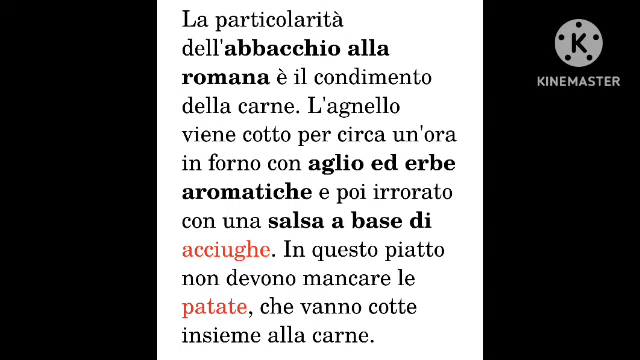 La particolarità
dell'abbacchio alla
romana è il condimento
della carne. L'agnello
viene cotto per circa un'ora
in forno con aglio ed erbe
aromatiche e poi irrorato
con una salsa a base di
acciughe. In questo piatto
non devono mancare le
patate, che vanno cotte
insieme alla carne.
K
KINEMASTER